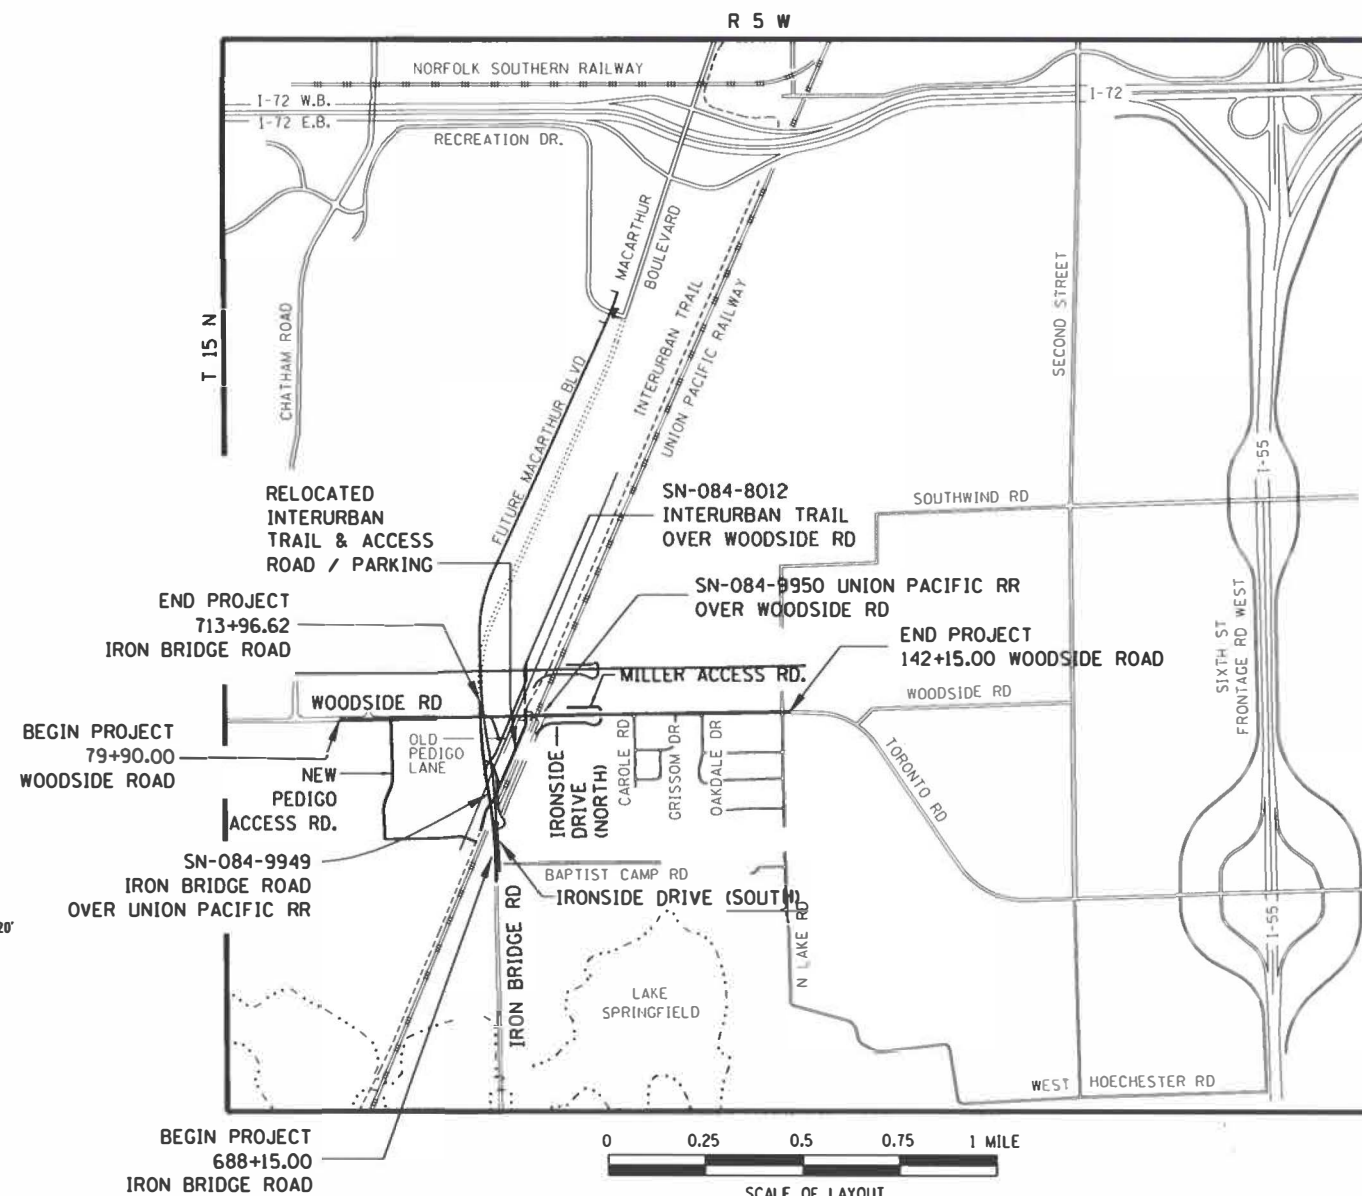 R 5 W
NORFOLK SOUTHERN RAILWAY
I-72 W.B.
I-72 E.B.
I-72
RECREATION DR.
MACARTHUR
BOULEVARD
T 15 N
CHATHAM ROAD
FUTURE MACARTHUR BLVD
INTERURBAN TRAIL
UNION PACIFIC RAILWAY
SECOND STREET
I-55
RELOCATED
INTERURBAN
TRAIL & ACCESS
ROAD / PARKING
SN-084-8012
INTERURBAN TRAIL
OVER WOODSIDE RD
SOUTHWIND RD
SN-084-9950 UNION PACIFIC RR
OVER WOODSIDE RD
END PROJECT
713+96.62
IRON BRIDGE ROAD
END PROJECT
142+15.00 WOODSIDE ROAD
SIXTH ST
FRONTAGE RD WEST
MILLER ACCESS RD.
WOODSIDE RD
WOODSIDE RD
BEGIN PROJECT
79+90.00
WOODSIDE ROAD
OLD
PEDIGO
LANE
NEW
PEDIGO
ACCESS RD.
IRONSIDE
DRIVE
(NORTH)
CAROLE RD
GRISSOM DR
OAKDALE DR
TORONTO RD
SN-084-9949
IRON BRIDGE ROAD
OVER UNION PACIFIC RR
BAPTIST CAMP RD
IRONSIDE DRIVE (SOUTH)
20'
IRON BRIDGE RD
N LAKE RD
I-55
LAKE
SPRINGFIELD
WEST HOECHESTER RD
BEGIN PROJECT
688+15.00
IRON BRIDGE ROAD
0 0.25 0.5 0.75 1 MILE
SCALE OF LAYOUT